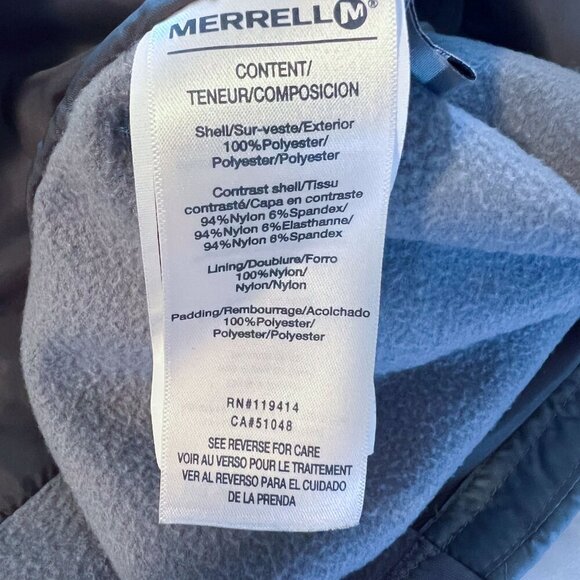 MERRELL M®
CONTENT/
TENEUR/COMPOSICION
Shell/Sur-veste/Exterior
100%Polyester/
Polyester/Polyester
Contrast shell/Tissu
contrasté/Capa en contraste
94%Nylon 6%Spandex/
94%Nylon 6%Elasthanne/
94%Nylon 6%Spandex
Lining/Doublure/Forro
100%Nylon/
Nylon/Nylon
Padding/Rembourrage/Acolchado
100%Polyester/
Polyester/Polyester
RN#119414
CA#51048
SEE REVERSE FOR CARE
VOIR AU VERSO POUR LE TRAITEMENT
VER AL REVERSO PARA EL CUIDADO
DE LA PRENDA